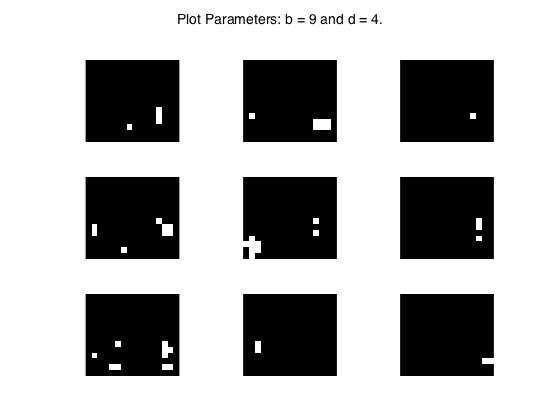 Plot Parameters: b = 9 and d = 4.